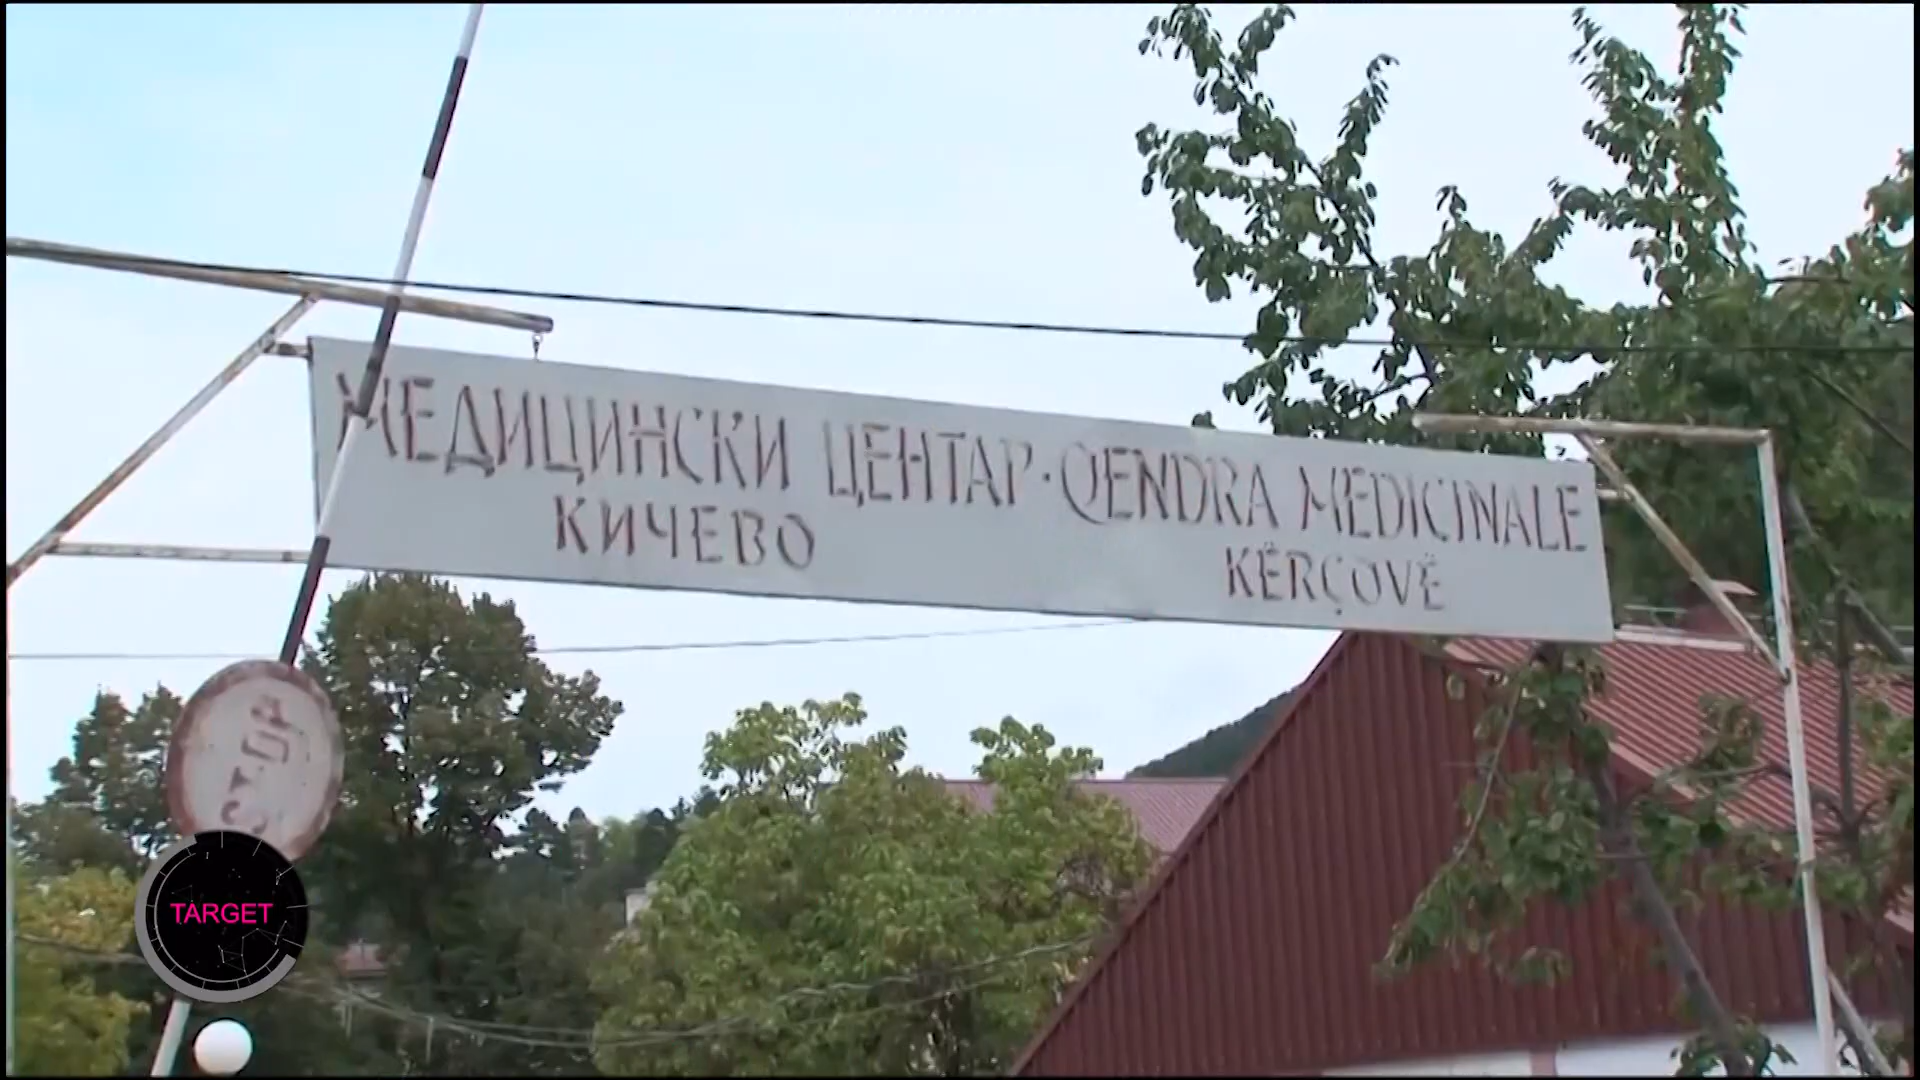 МЕДИЦИНСКИ ЦЕНТАР · QENDRA MEDICINALE
КИЧЕВО KËRÇOVË
TARGET